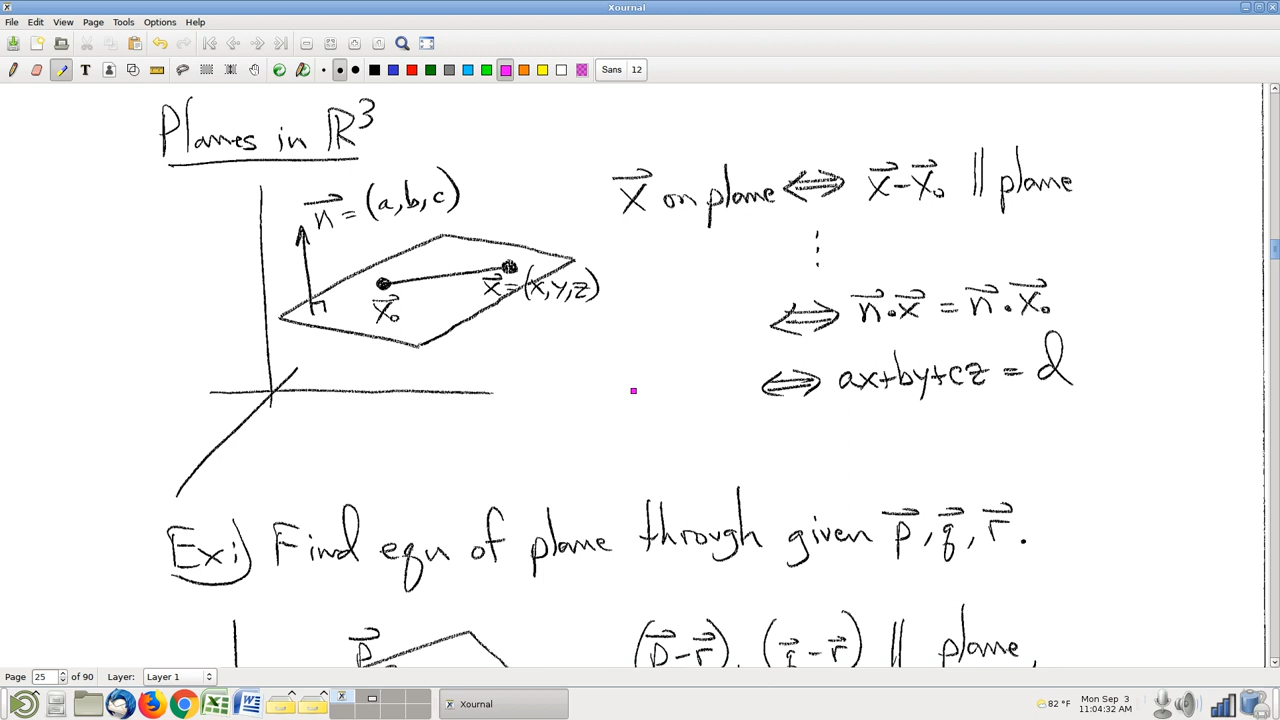 Xournal
File Edit View Page Tools Options Help
Sans 12
Planes in ℝ³
n⃗ = (a,b,c)
x⃗₀
x⃗=(x,y,z)
x⃗ on plane ⟺ x⃗-x⃗₀ ∥ plane
⋮
⟺ n⃗·x⃗ = n⃗·x⃗₀
⟺ ax+by+cz = d
Ex:) Find eqn of plane through given p⃗, q⃗, r⃗.
p⃗
(p⃗-r⃗), (q⃗-r⃗) ∥ plane,
Page 25 of 90 Layer: Layer 1
Xournal
82 °F
Mon Sep 3
11:04:32 AM